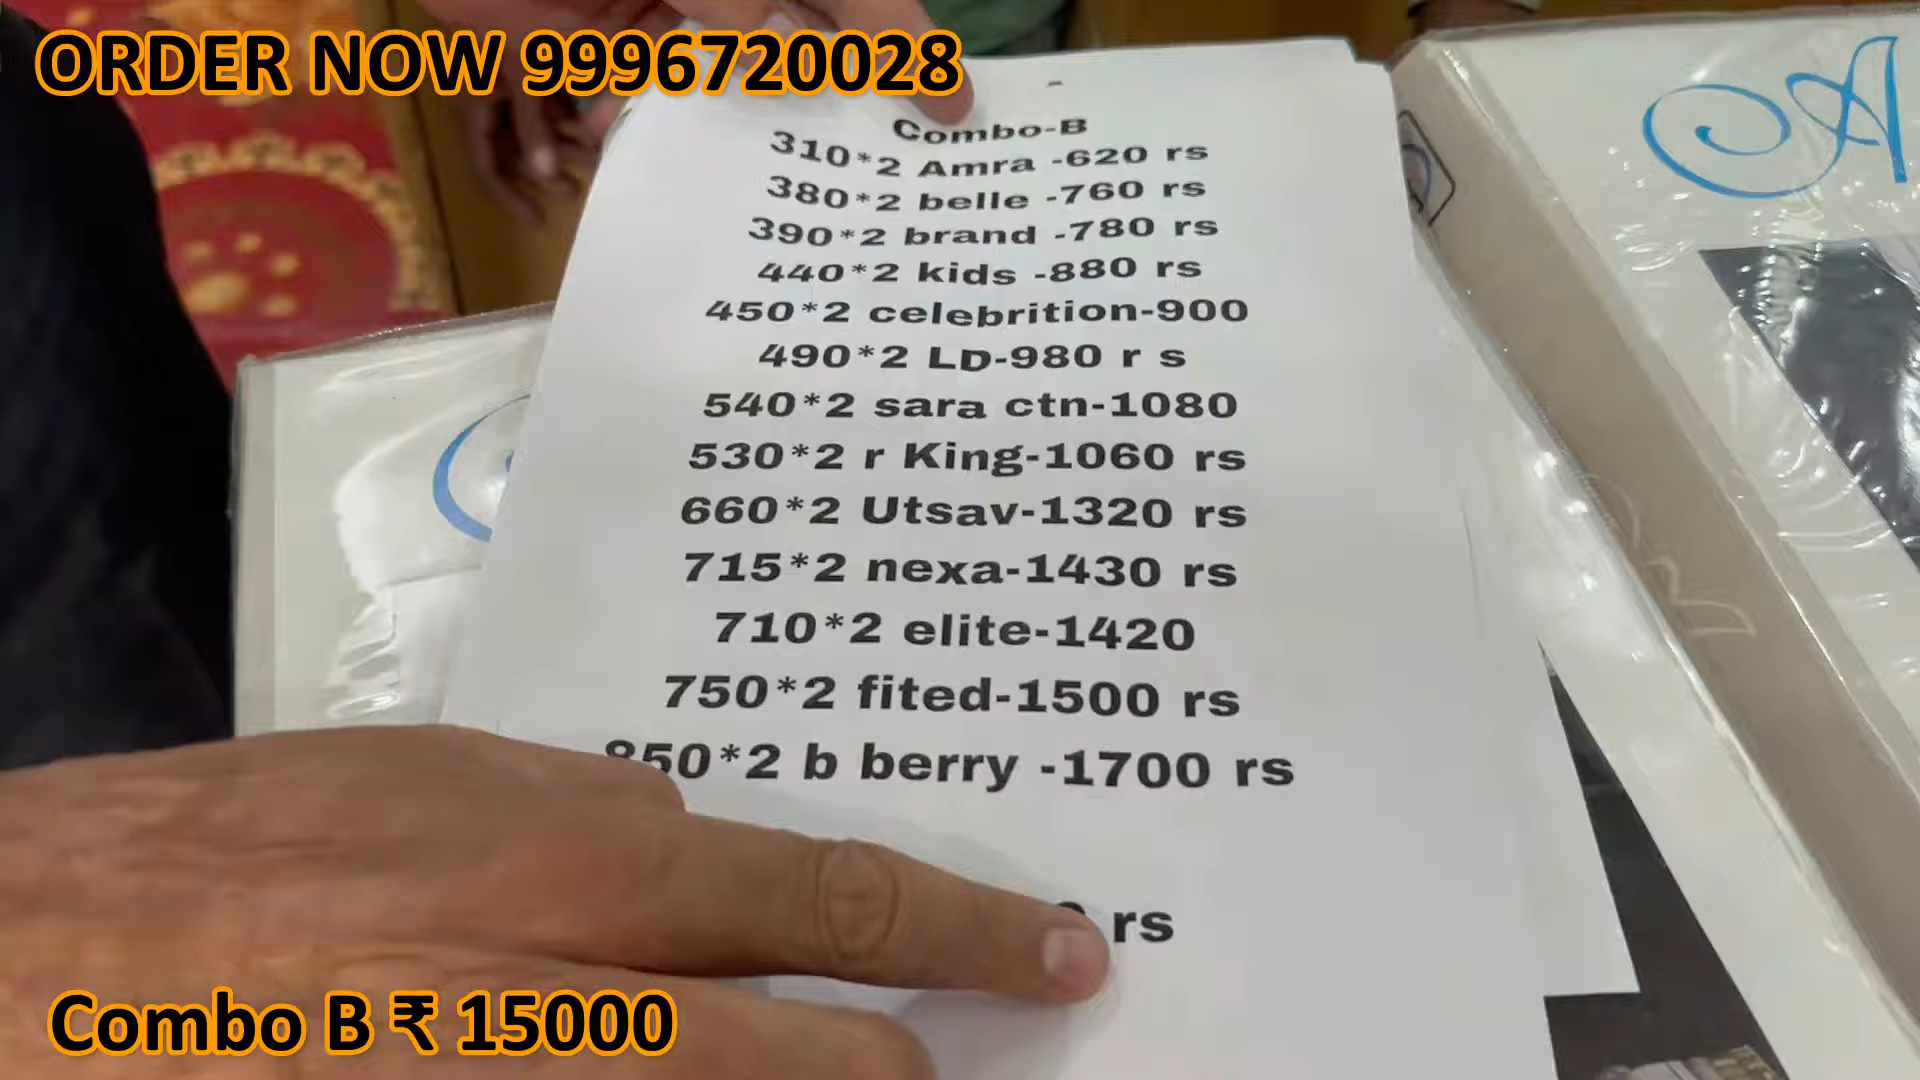 ORDER NOW 9996720028
Combo-B
310*2 Amra -620 rs
380*2 belle -760 rs
390*2 brand -780 rs
440*2 kids -880 rs
450*2 celebrition-900
490*2 LD-980 r s
540*2 sara ctn-1080
530*2 r King-1060 rs
660*2 Utsav-1320 rs
715*2 nexa-1430 rs
710*2 elite-1420
750*2 fited-1500 rs
850*2 b berry -1700 rs
rs
Combo B ₹ 15000